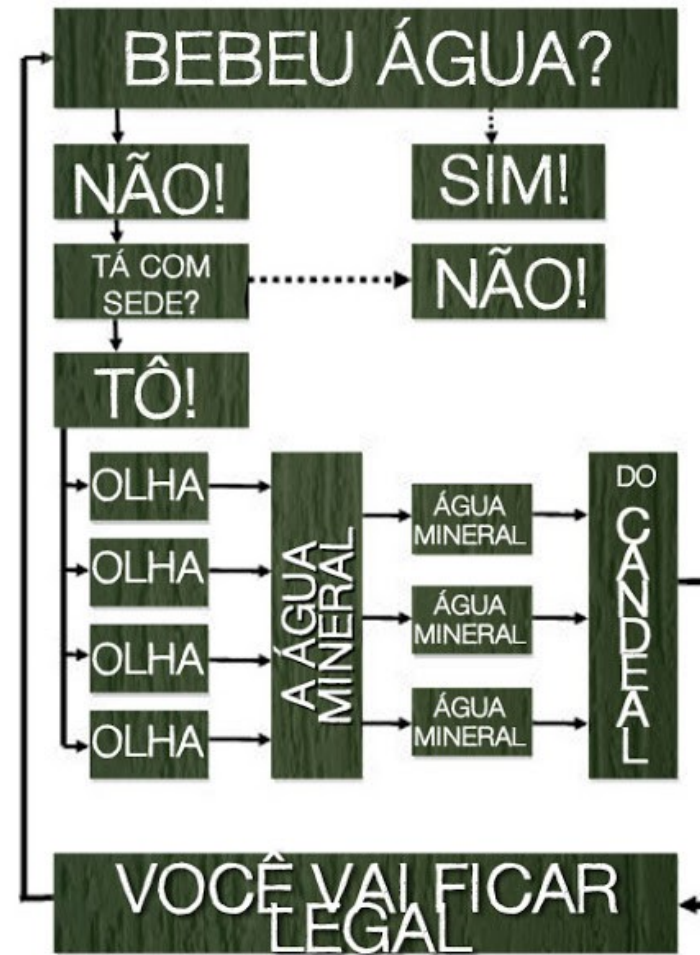 BEBEU ÁGUA?
NÃO!
SIM!
TÁ COM
SEDE?
NÃO!
TÔ!
OLHA
OLHA
OLHA
OLHA
A ÁGUA
MINERAL
ÁGUA
MINERAL
ÁGUA
MINERAL
ÁGUA
MINERAL
DO
CANDEAL
VOCÊ VAI FICAR
LEGAL